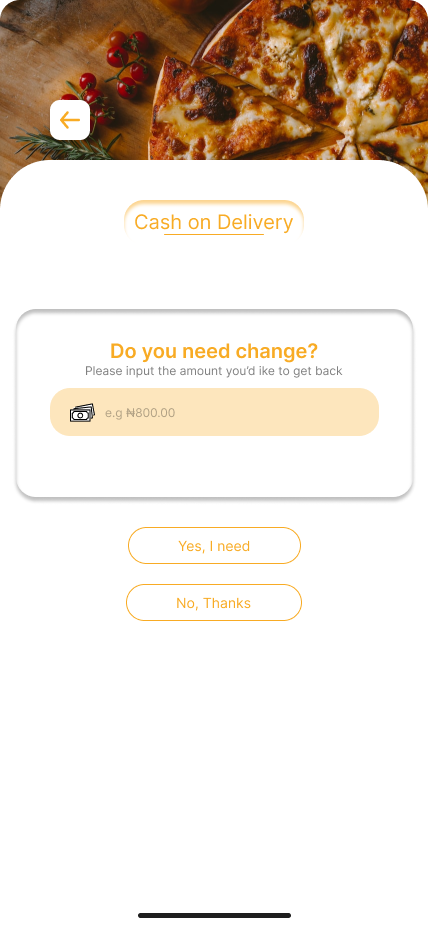 Cash on Delivery
Do you need change?
Please input the amount you'd ike to get back
e.g ₦800.00
Yes, I need
No, Thanks